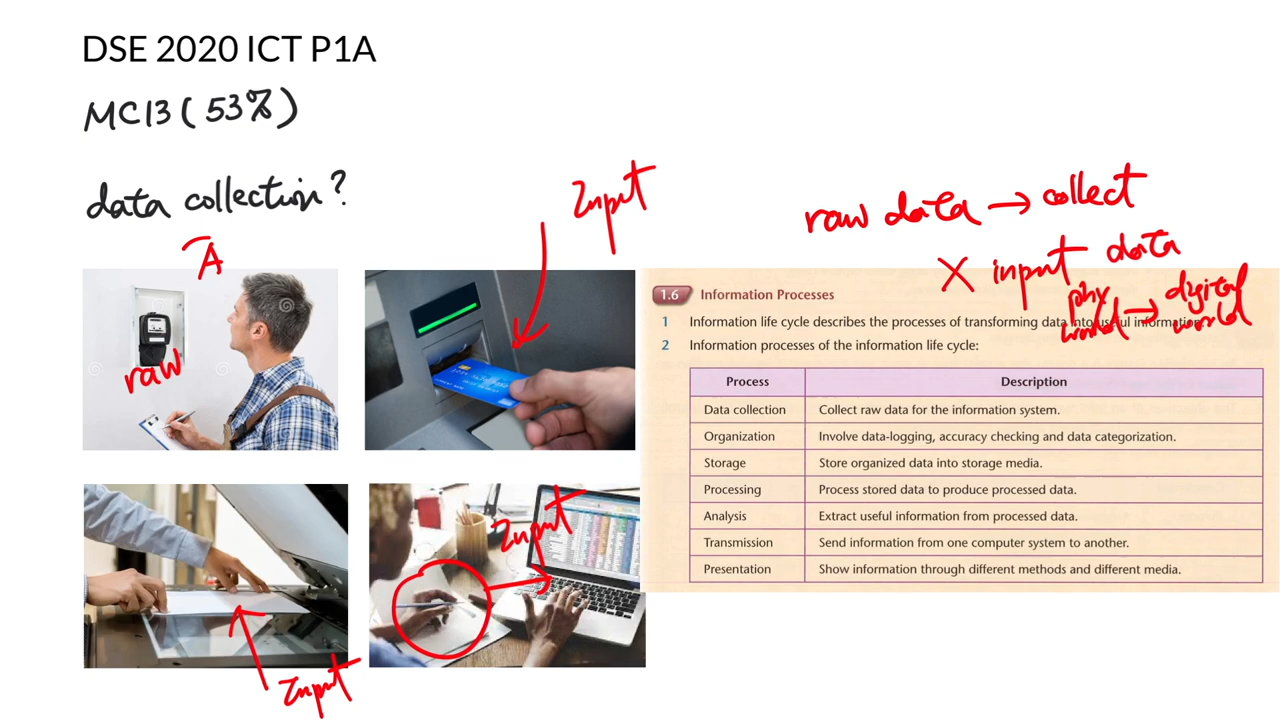 DSE 2020 ICT P1A
MC13 (53%)
data collection?
A
Input
raw data → collect
X input data
phy world → digital world
raw
Input
Input
1.6 Information Processes
1 Information life cycle describes the processes of transforming data into useful information.
2 Information processes of the information life cycle:
Process Description
Data collection Collect raw data for the information system.
Organization Involve data-logging, accuracy checking and data categorization.
Storage Store organized data into storage media.
Processing Process stored data to produce processed data.
Analysis Extract useful information from processed data.
Transmission Send information from one computer system to another.
Presentation Show information through different methods and different media.